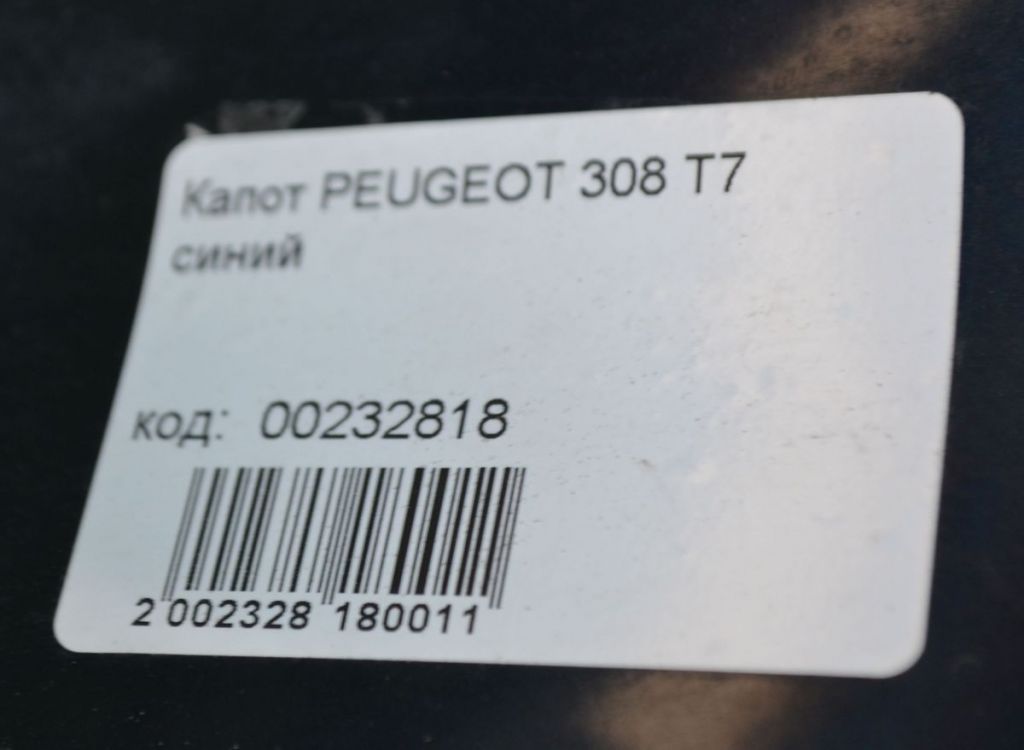 Капот PEUGEOT 308 T7
синий
код: 00232818
2 002328 180011